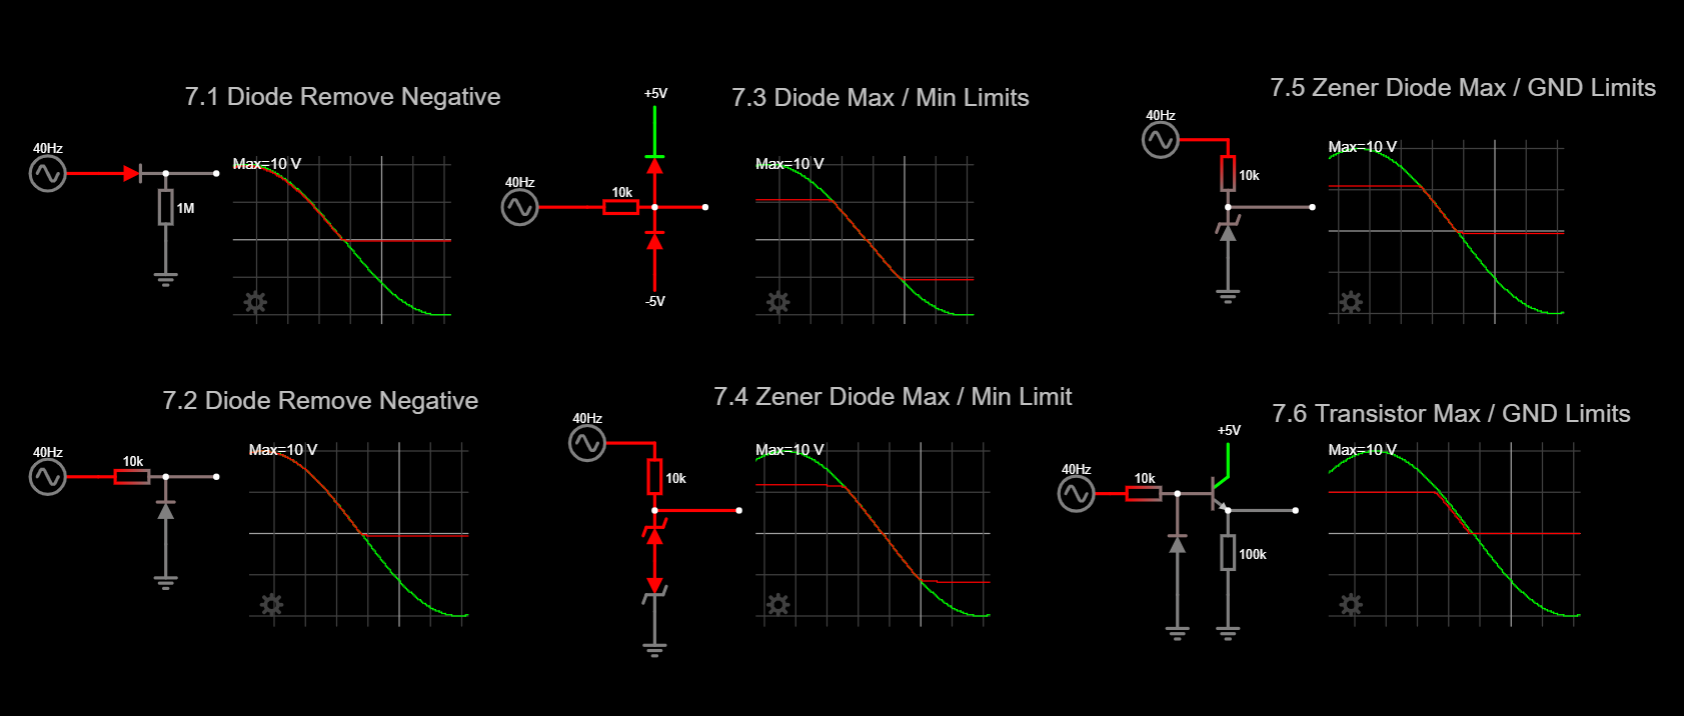 7.1 Diode Remove Negative
40Hz
Max=10 V
1M
7.3 Diode Max / Min Limits
+5V
40Hz
10k
-5V
Max=10 V
7.5 Zener Diode Max / GND Limits
40Hz
10k
Max=10 V
7.2 Diode Remove Negative
40Hz
10k
Max=10 V
7.4 Zener Diode Max / Min Limit
40Hz
10k
Max=10 V
7.6 Transistor Max / GND Limits
+5V
40Hz
10k
100k
Max=10 V